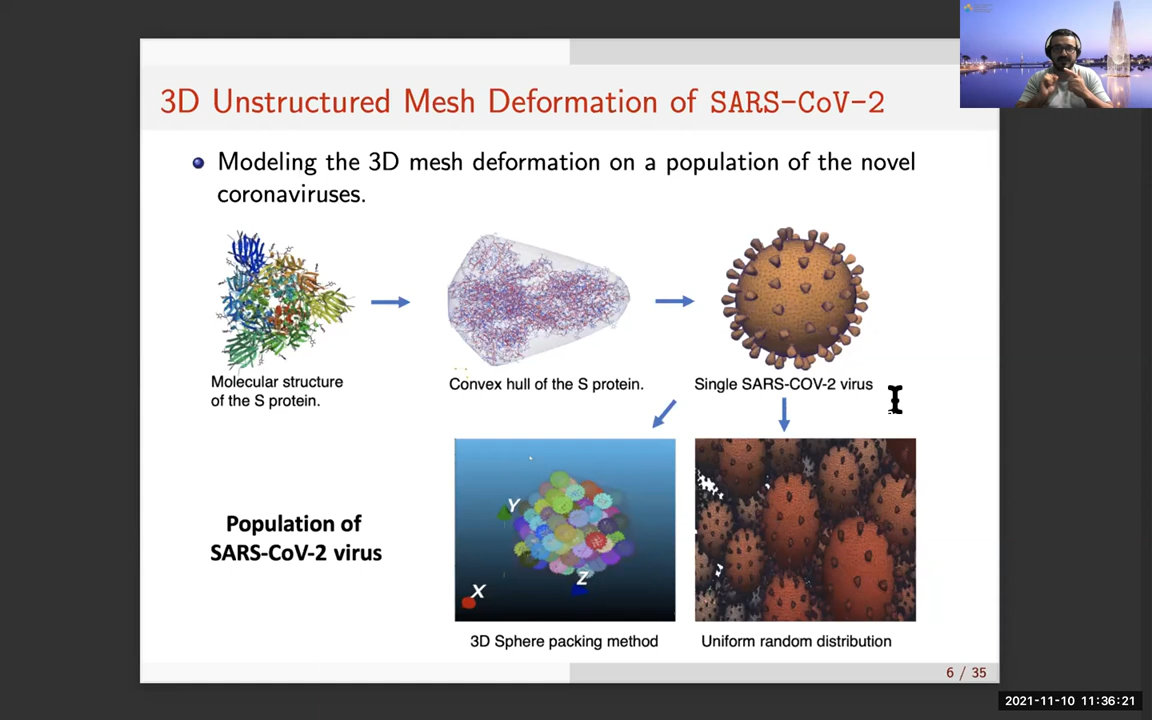 3D Unstructured Mesh Deformation of SARS-CoV-2
Modeling the 3D mesh deformation on a population of the novel
coronaviruses.
Molecular structure
of the S protein.
Convex hull of the S protein.
Single SARS-COV-2 virus
Population of
SARS-CoV-2 virus
Y
X
Z
3D Sphere packing method
Uniform random distribution
6 / 35
2021-11-10 11:36:21